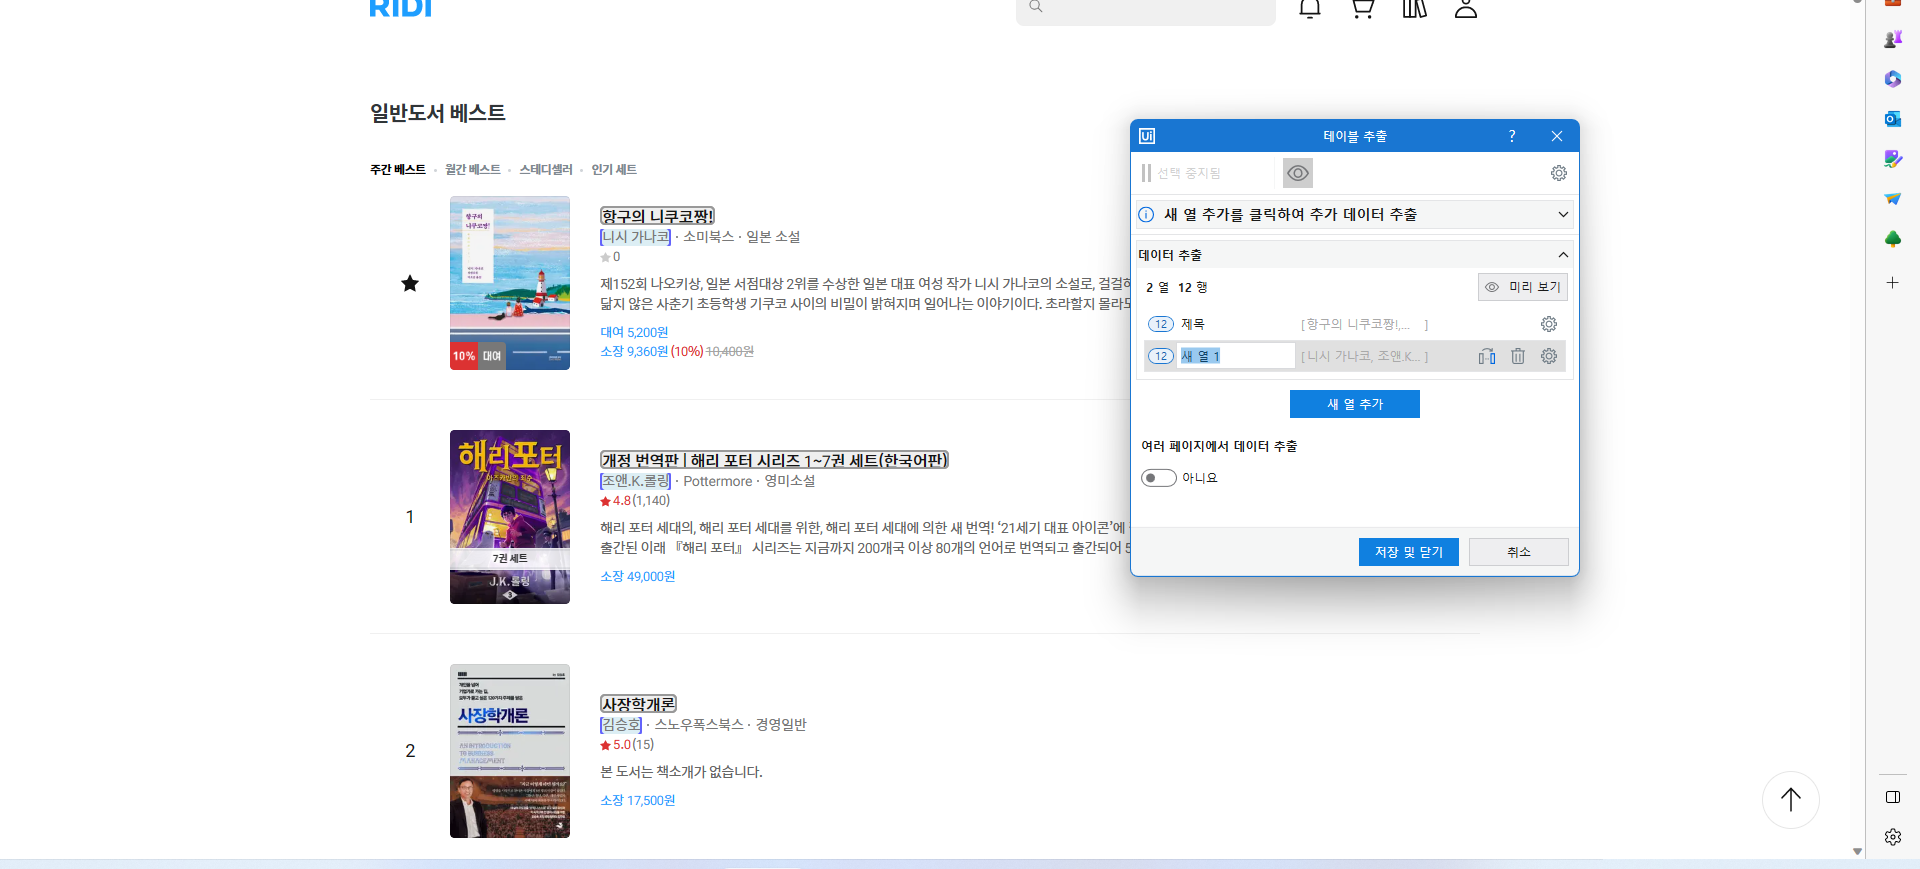 RIDI
일반도서 베스트
주간 베스트 • 월간 베스트 • 스테디셀러 • 인기 세트
항구의 니쿠코짱!
10% 대여
항구의 니쿠코짱!
니시 가나코 · 소미북스 · 일본 소설
0
제152회 나오키상, 일본 서점대상 2위를 수상한 일본 대표 여성 작가 니시 가나코의 소설로, 걸걸하
닮지 않은 사춘기 초등학생 기쿠코 사이의 비밀이 밝혀지며 일어나는 이야기이다. 초라할지 몰라도
대여 5,200원
소장 9,360원 (10%) 10,400원
1
해리포터
아즈카반의 죄수
7권 세트
J.K.롤링
3
개정 번역판 | 해리 포터 시리즈 1~7권 세트(한국어판)
조앤.K.롤링 · Pottermore · 영미소설
4.8(1,140)
해리 포터 세대의, 해리 포터 세대를 위한, 해리 포터 세대에 의한 새 번역! ‘21세기 대표 아이콘’에
출간된 이래 『해리 포터』 시리즈는 지금까지 200개국 이상 80개의 언어로 번역되고 출간되어 5
소장 49,000원
2
사장학개론
AN INTRODUCTION
TO BUSINESS
MANAGEMENT
사장학개론
김승호 · 스노우폭스북스 · 경영일반
5.0(15)
본 도서는 책소개가 없습니다.
소장 17,500원
Ui 테이블 추출 ?
선택 중지됨
새 열 추가를 클릭하여 추가 데이터 추출
데이터 추출
2 열 12 행 미리 보기
12 제목 [ 항구의 니쿠코짱!,... ]
12 새 열 1 [ 니시 가나코, 조앤.K... ]
새 열 추가
여러 페이지에서 데이터 추출
아니요
저장 및 닫기 취소